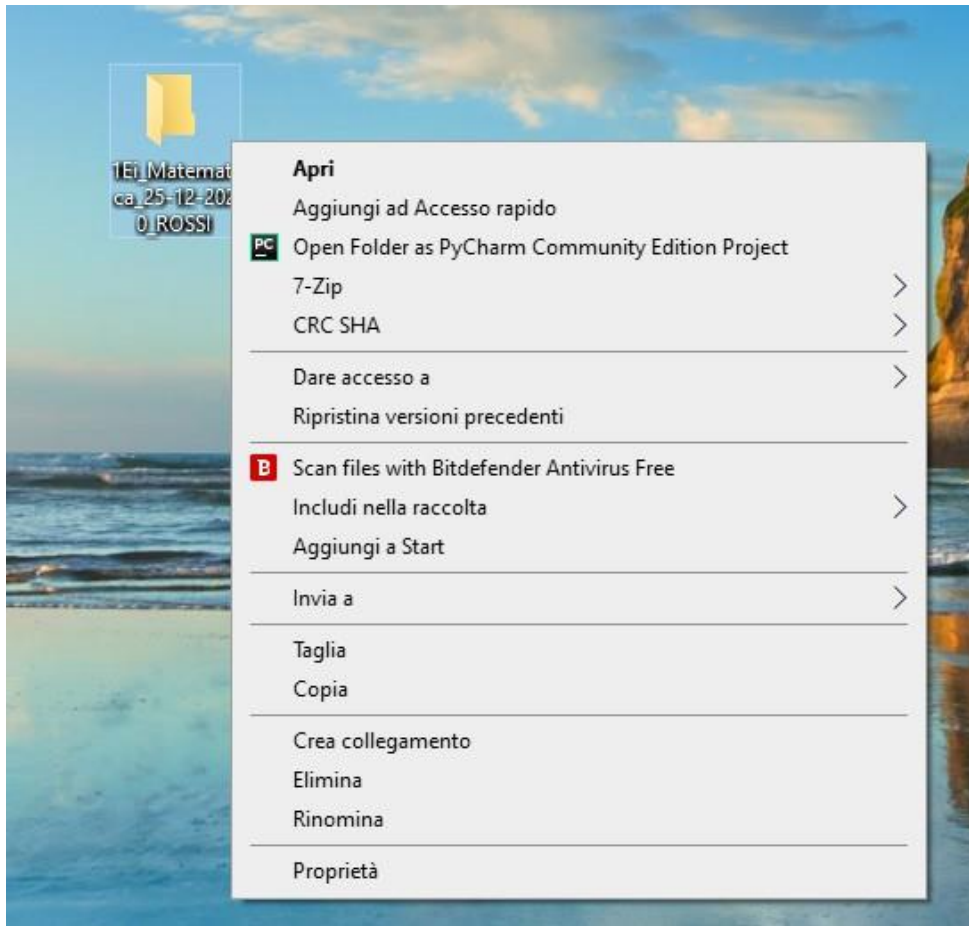 1Ei_Matemat
ca_25-12-202
0_ROSSI
Apri
Aggiungi ad Accesso rapido
PC Open Folder as PyCharm Community Edition Project
7-Zip
CRC SHA
Dare accesso a
Ripristina versioni precedenti
B Scan files with Bitdefender Antivirus Free
Includi nella raccolta
Aggiungi a Start
Invia a
Taglia
Copia
Crea collegamento
Elimina
Rinomina
Proprietà